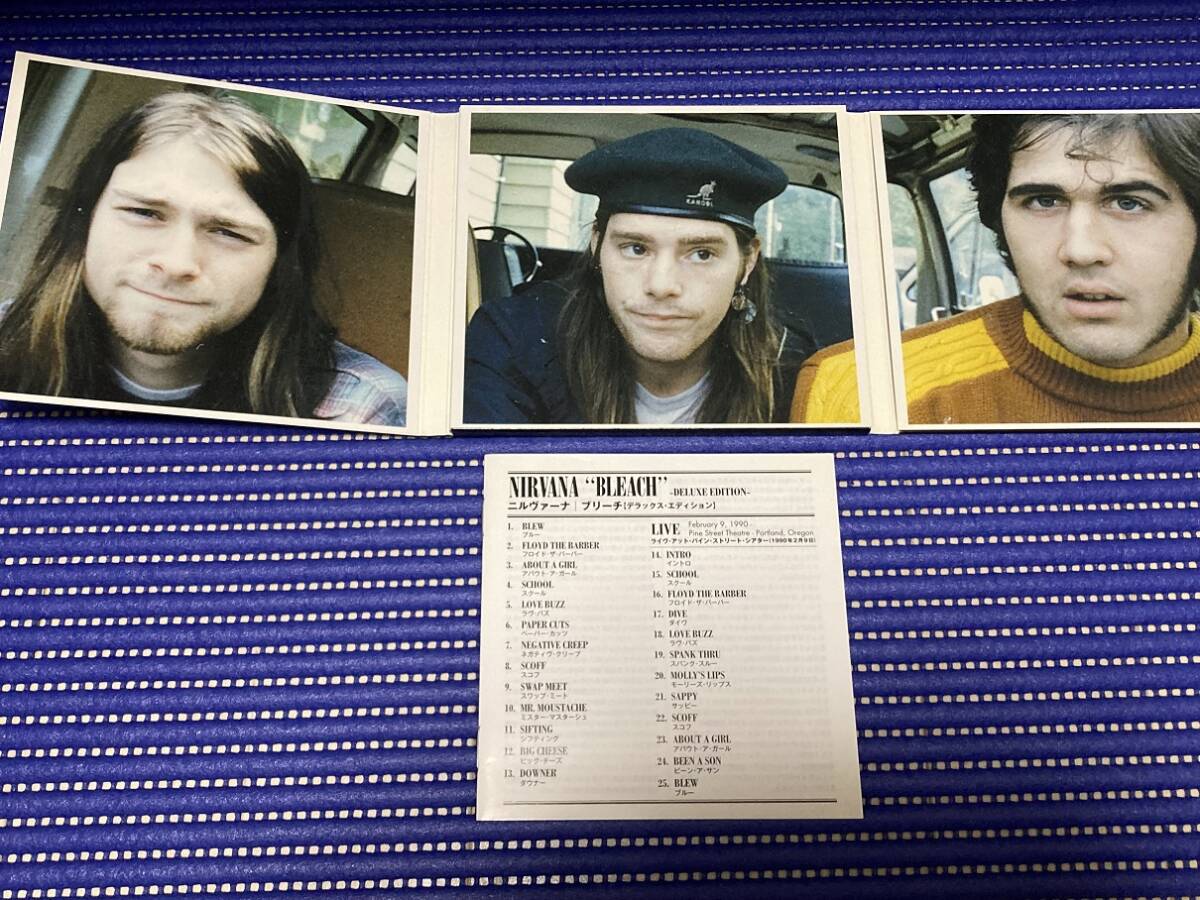 KANGOL
NIRVANA “BLEACH” -DELUXE EDITION-
ニルヴァーナ｜ブリーチ[デラックス・エディション]
1. BLEW
ブルー
2. FLOYD THE BARBER
フロイド・ザ・バーバー
3. ABOUT A GIRL
アバウト・ア・ガール
4. SCHOOL
スクール
5. LOVE BUZZ
ラヴ・バズ
6. PAPER CUTS
ペーパー・カッツ
7. NEGATIVE CREEP
ネガティヴ・クリープ
8. SCOFF
スコフ
9. SWAP MEET
スワップ・ミート
10. MR. MOUSTACHE
ミスター・マスターシュ
11. SIFTING
シフティング
12. BIG CHEESE
ビッグ・チーズ
13. DOWNER
ダウナー
LIVE February 9, 1990 -
Pine Street Theatre - Portland, Oregon
ライヴ・アット・パイン・ストリート・シアター(1990年2月9日)
14. INTRO
イントロ
15. SCHOOL
スクール
16. FLOYD THE BARBER
フロイド・ザ・バーバー
17. DIVE
ダイヴ
18. LOVE BUZZ
ラヴ・バズ
19. SPANK THRU
スパンク・スルー
20. MOLLY'S LIPS
モーリーズ・リップス
21. SAPPY
サッピー
22. SCOFF
スコフ
23. ABOUT A GIRL
アバウト・ア・ガール
24. BEEN A SON
ビーン・ア・サン
25. BLEW
ブルー